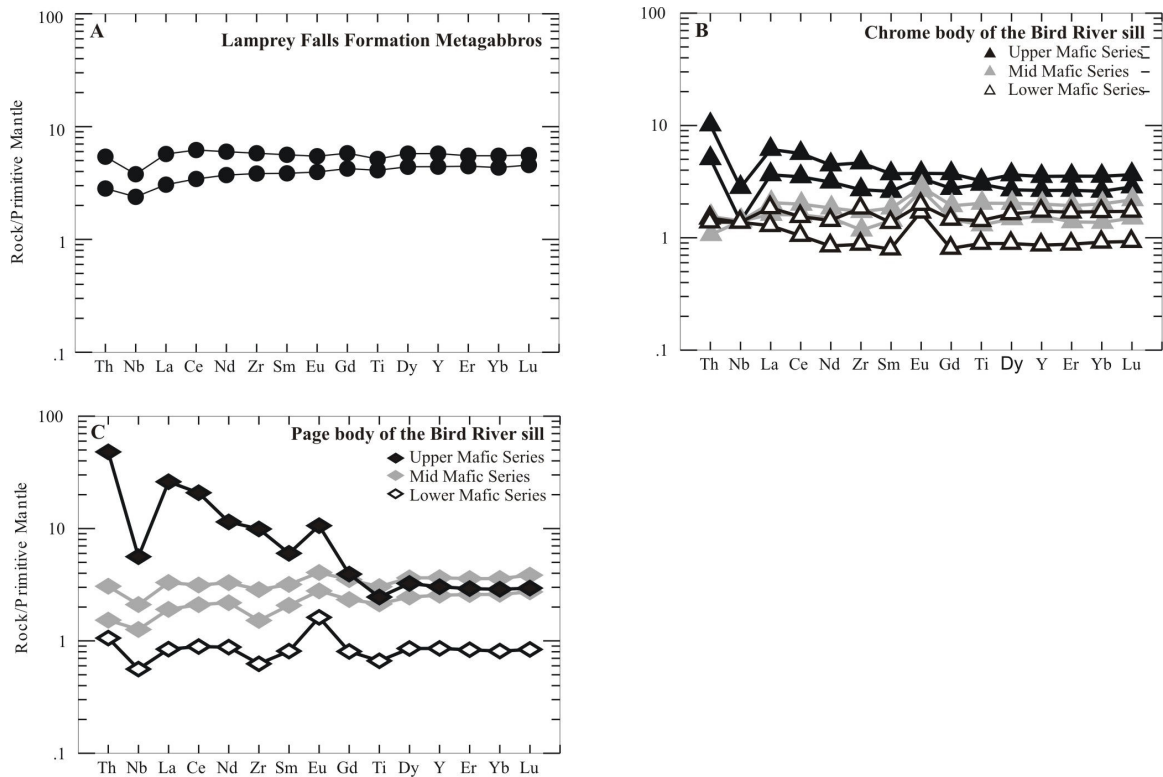 100
A
Lamprey Falls Formation Metagabbros
10
Rock/Primitive Mantle
1
.1
Th Nb La Ce Nd Zr Sm Eu Gd Ti Dy Y Er Yb Lu
100
B
Chrome body of the Bird River sill
Upper Mafic Series
Mid Mafic Series
Lower Mafic Series
10
1
.1
Th Nb La Ce Nd Zr Sm Eu Gd Ti Dy Y Er Yb Lu
100
C
Page body of the Bird River sill
Upper Mafic Series
Mid Mafic Series
Lower Mafic Series
10
Rock/Primitive Mantle
1
.1
Th Nb La Ce Nd Zr Sm Eu Gd Ti Dy Y Er Yb Lu